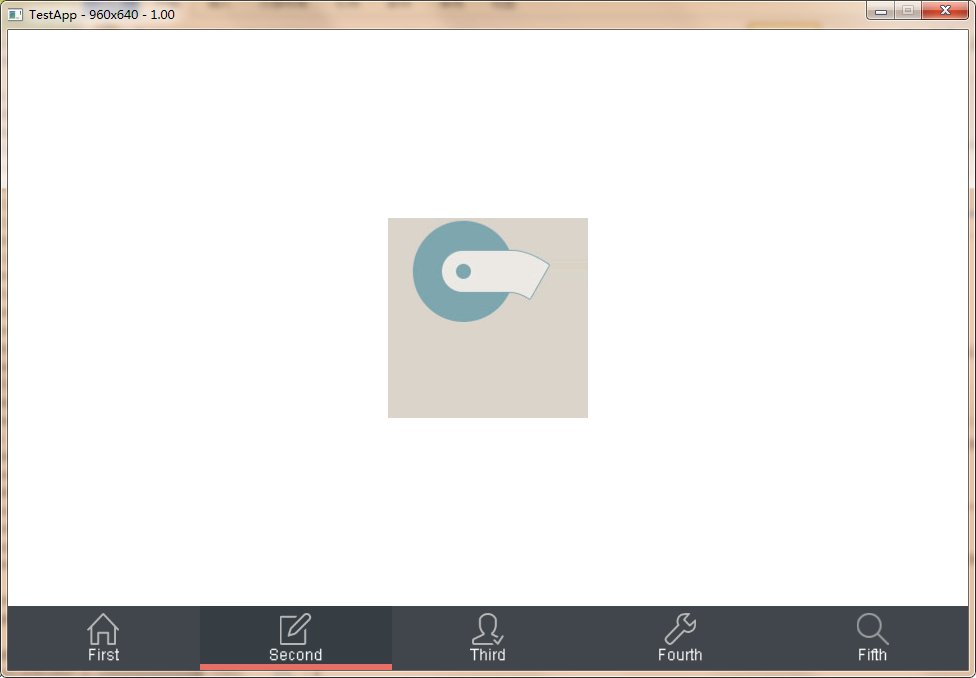 TestApp - 960x640 - 1.00
First
Second
Third
Fourth
Fifth